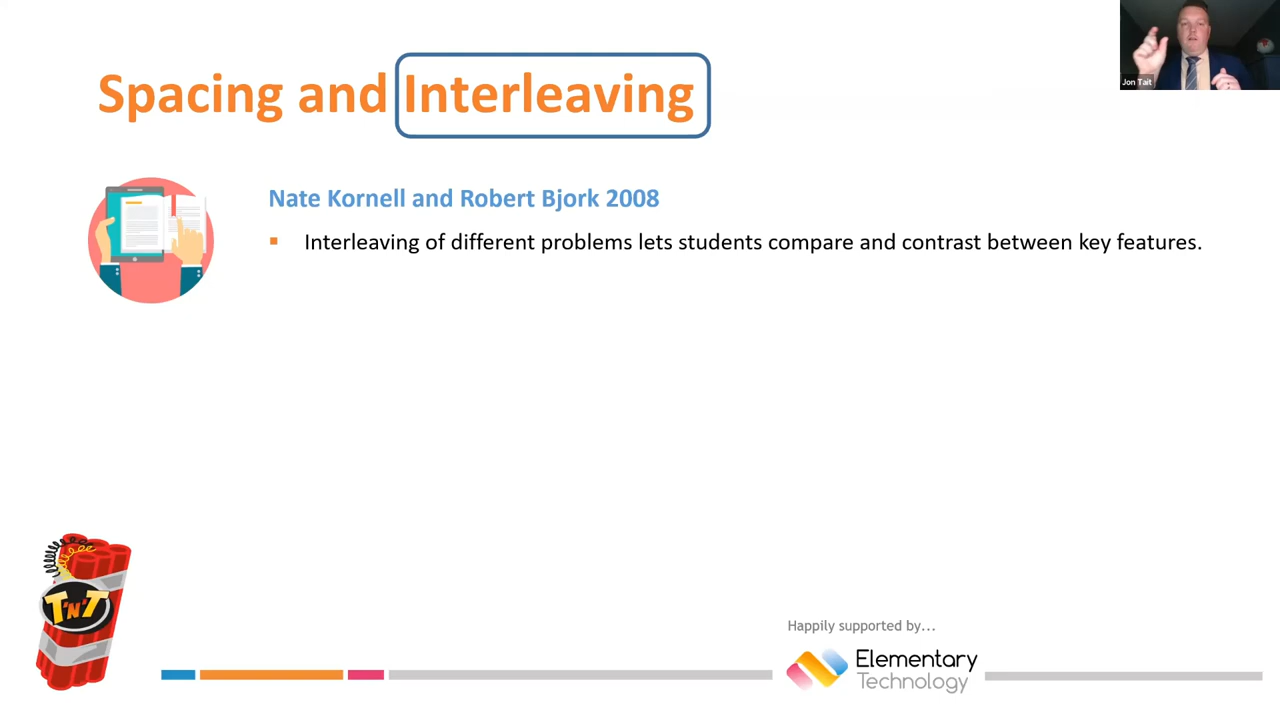 Spacing and Interleaving
Jon Tait
Nate Kornell and Robert Bjork 2008
▪ Interleaving of different problems lets students compare and contrast between key features.
T'N'T
Happily supported by...
Elementary
Technology